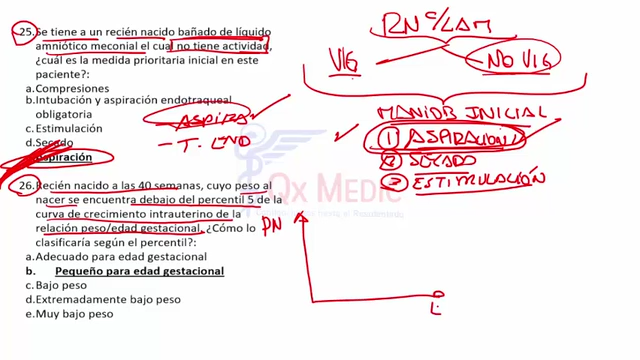 25. Se tiene a un recién nacido bañado de líquido
amniótico meconial el cual no tiene actividad,
¿cuál es la medida prioritaria inicial en este
paciente?:
a. Compresiones
b. Intubación y aspiración endotraqueal
obligatoria
c. Estimulación
d. Secado
Aspiración
26. Recién nacido a las 40 semanas, cuyo peso al
nacer se encuentra debajo del percentil 5 de la
curva de crecimiento intrauterino de la
relación peso/edad gestacional. ¿Cómo lo
clasificaría según el percentil?:
a. Adecuado para edad gestacional
b. Pequeño para edad gestacional
c. Bajo peso
d. Extremadamente bajo peso
e. Muy bajo peso
RN c/ LAM
VIG
NO VIG
MANIOB INICIAL
① ASPIRACION
② SECADO
③ ESTIMULACIÓN
ASPIRA
- T. END
PN
Qx Medic